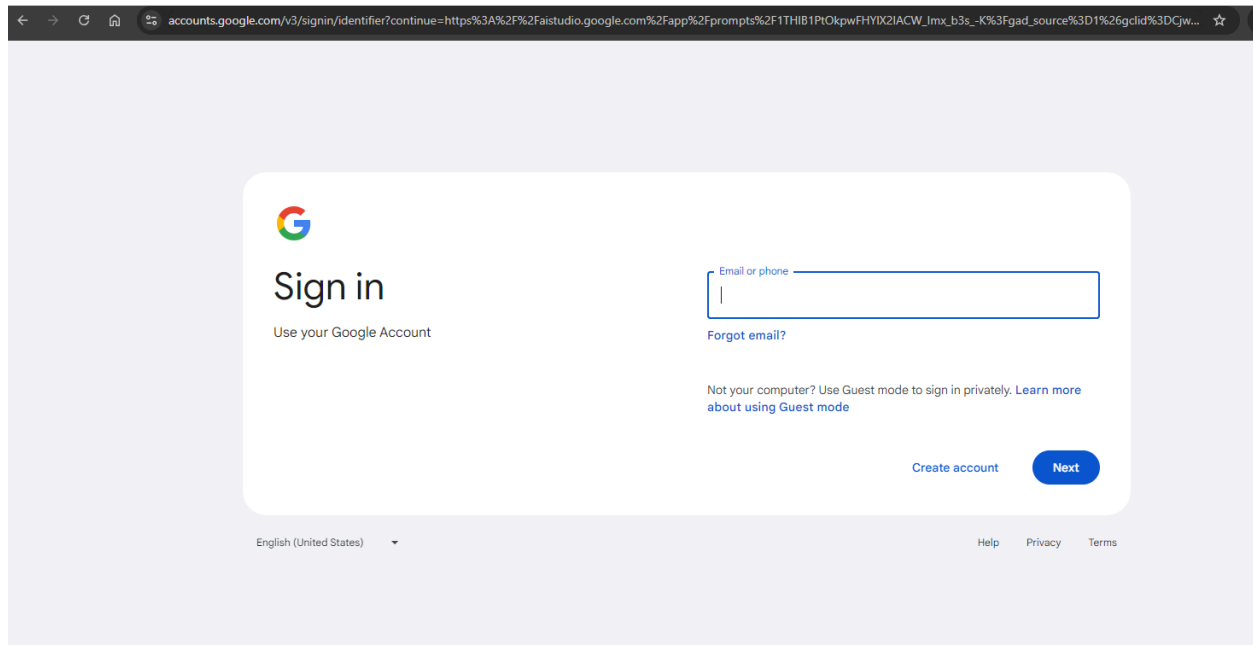 accounts.google.com/v3/signin/identifier?continue=https%3A%2F%2Faistudio.google.com%2Fapp%2Fprompts%2F1THIB1PtOkpwFHYIX2IACW_Imx_b3s_-K%3Fgad_source%3D1%26gclid%3DCjw...
Sign in
Use your Google Account
Email or phone
Forgot email?
Not your computer? Use Guest mode to sign in privately. Learn more
about using Guest mode
Create account
Next
English (United States)
Help Privacy Terms